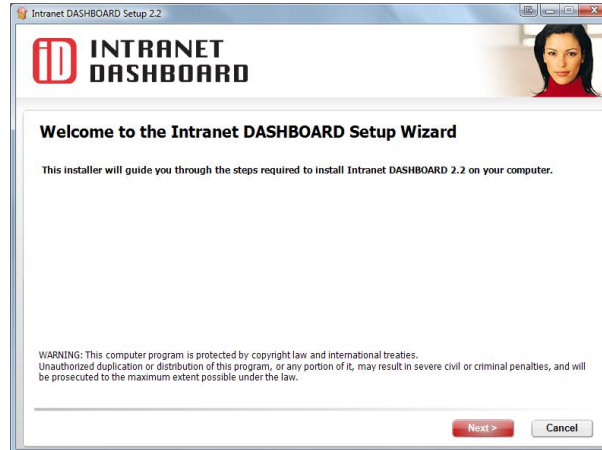 Intranet DASHBOARD Setup 2.2
iD INTRANET
DASHBOARD
Welcome to the Intranet DASHBOARD Setup Wizard
This installer will guide you through the steps required to install Intranet DASHBOARD 2.2 on your computer.
WARNING: This computer program is protected by copyright law and international treaties.
Unauthorized duplication or distribution of this program, or any portion of it, may result in severe civil or criminal penalties, and will
be prosecuted to the maximum extent possible under the law.
Next > Cancel